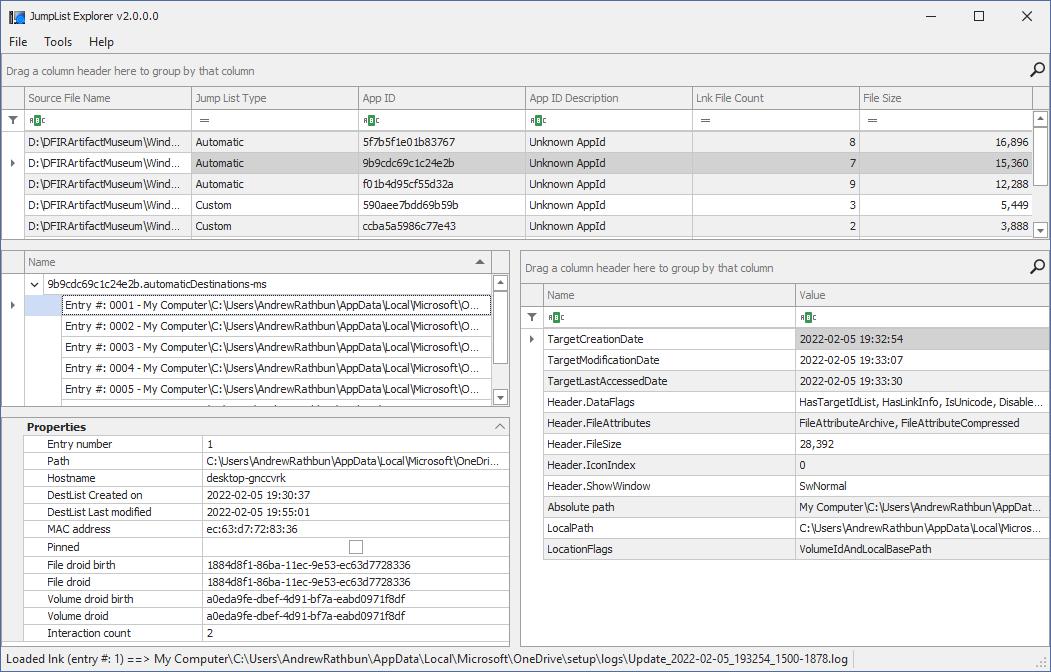 JumpList Explorer v2.0.0.0
File Tools Help
Drag a column header here to group by that column
Source File Name Jump List Type App ID App ID Description Lnk File Count File Size
ABC = ABC ABC = =
D:\DFIRArtifactMuseum\Wind... Automatic 5f7b5f1e01b83767 Unknown AppId 8 16,896
D:\DFIRArtifactMuseum\Wind... Automatic 9b9cdc69c1c24e2b Unknown AppId 7 15,360
D:\DFIRArtifactMuseum\Wind... Automatic f01b4d95cf55d32a Unknown AppId 9 12,288
D:\DFIRArtifactMuseum\Wind... Custom 590aee7bdd69b59b Unknown AppId 3 5,449
D:\DFIRArtifactMuseum\Wind... Custom ccba5a5986c77e43 Unknown AppId 2 3,888
Name
9b9cdc69c1c24e2b.automaticDestinations-ms
Entry #: 0001 - My Computer\C:\Users\AndrewRathbun\AppData\Local\Microsoft\O...
Entry #: 0002 - My Computer\C:\Users\AndrewRathbun\AppData\Local\Microsoft\O...
Entry #: 0003 - My Computer\C:\Users\AndrewRathbun\AppData\Local\Microsoft\O...
Entry #: 0004 - My Computer\C:\Users\AndrewRathbun\AppData\Local\Microsoft\O...
Entry #: 0005 - My Computer\C:\Users\AndrewRathbun\AppData\Local\Microsoft\O...
Properties
Entry number 1
Path C:\Users\AndrewRathbun\AppData\Local\Microsoft\OneDri...
Hostname desktop-gnccvrk
DestList Created on 2022-02-05 19:30:37
DestList Last modified 2022-02-05 19:55:01
MAC address ec:63:d7:72:83:36
Pinned
File droid birth 1884d8f1-86ba-11ec-9e53-ec63d7728336
File droid 1884d8f1-86ba-11ec-9e53-ec63d7728336
Volume droid birth a0eda9fe-dbef-4d91-bf7a-eabd0971f8df
Volume droid a0eda9fe-dbef-4d91-bf7a-eabd0971f8df
Interaction count 2
Drag a column header here to group by that column
Name Value
ABC ABC
TargetCreationDate 2022-02-05 19:32:54
TargetModificationDate 2022-02-05 19:33:07
TargetLastAccessedDate 2022-02-05 19:33:30
Header.DataFlags HasTargetIdList, HasLinkInfo, IsUnicode, Disable...
Header.FileAttributes FileAttributeArchive, FileAttributeCompressed
Header.FileSize 28,392
Header.IconIndex 0
Header.ShowWindow SwNormal
Absolute path My Computer\C:\Users\AndrewRathbun\AppDat...
LocalPath C:\Users\AndrewRathbun\AppData\Local\Micros...
LocationFlags VolumeIdAndLocalBasePath
Loaded lnk (entry #: 1) ==> My Computer\C:\Users\AndrewRathbun\AppData\Local\Microsoft\OneDrive\setup\logs\Update_2022-02-05_193254_1500-1878.log